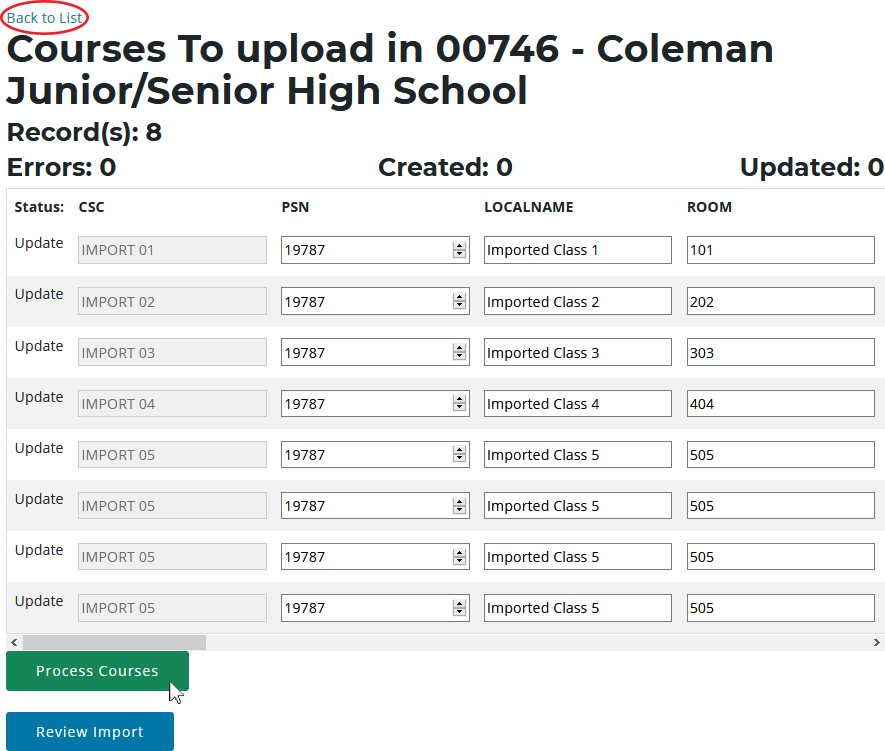 Back to List
Courses To upload in 00746 - Coleman
Junior/Senior High School
Record(s): 8
Errors: 0 Created: 0 Updated: 0
Status: CSC PSN LOCALNAME ROOM
Update IMPORT 01 19787 Imported Class 1 101
Update IMPORT 02 19787 Imported Class 2 202
Update IMPORT 03 19787 Imported Class 3 303
Update IMPORT 04 19787 Imported Class 4 404
Update IMPORT 05 19787 Imported Class 5 505
Update IMPORT 05 19787 Imported Class 5 505
Update IMPORT 05 19787 Imported Class 5 505
Update IMPORT 05 19787 Imported Class 5 505
Process Courses
Review Import